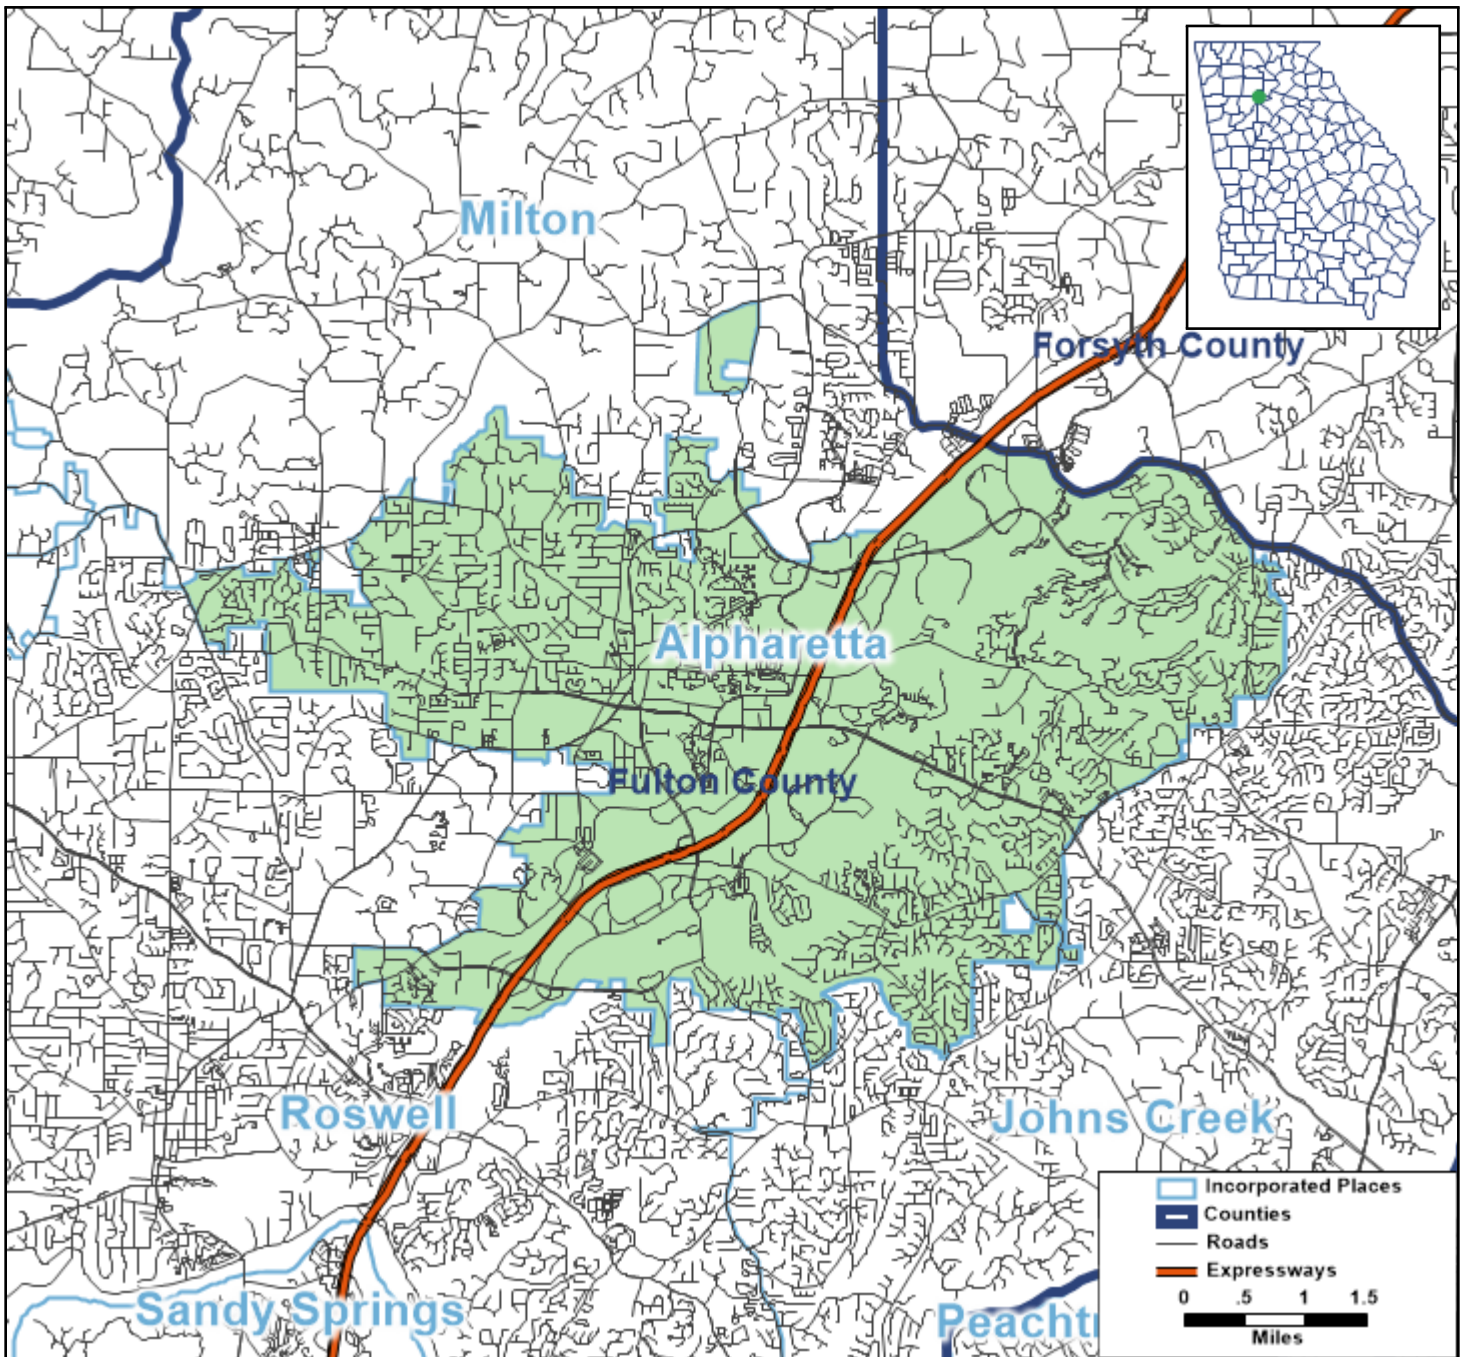 Milton
Forsyth County
Alpharetta
Fulton County
Roswell
Johns Creek
Sandy Springs
Peacht
Incorporated Places
Counties
Roads
Expressways
0 .5 1 1.5
Miles